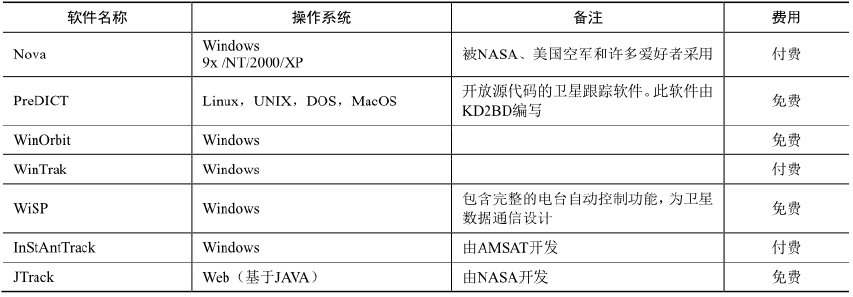 软件名称 操作系统 备注 费用
Nova Windows 9x /NT/2000/XP 被NASA、美国空军和许多爱好者采用 付费
PreDICT Linux，UNIX，DOS，MacOS 开放源代码的卫星跟踪软件。此软件由KD2BD编写 免费
WinOrbit Windows 免费
WinTrak Windows 付费
WiSP Windows 包含完整的电台自动控制功能，为卫星数据通信设计 免费
InStAntTrack Windows 由AMSAT开发 付费
JTrack Web（基于JAVA） 由NASA开发 免费